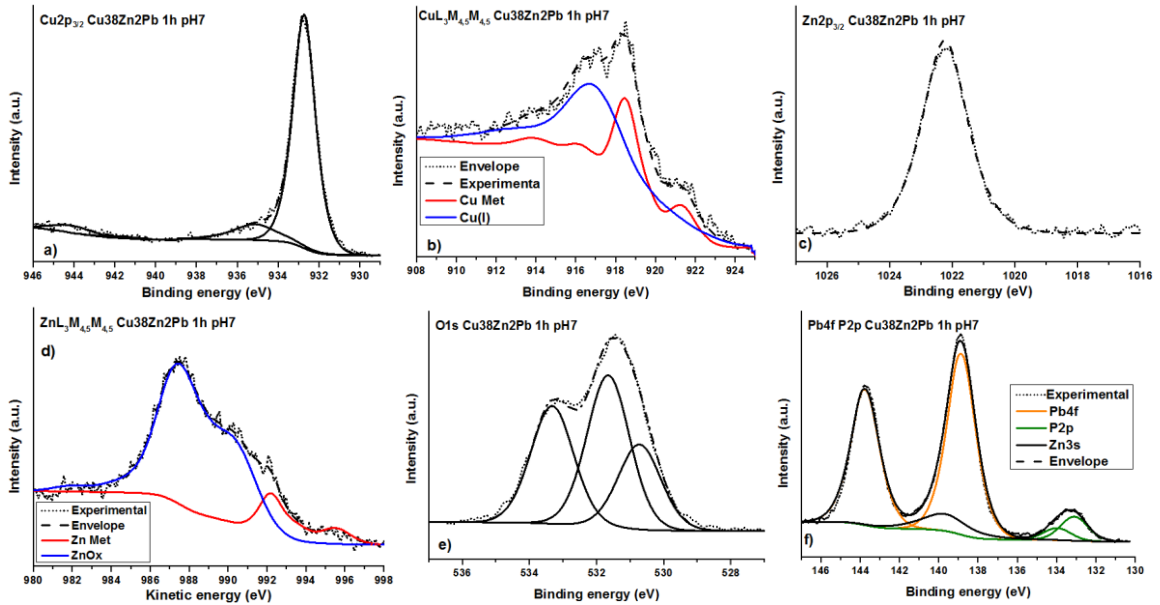 Cu2p3/2 Cu38Zn2Pb 1h pH7
Intensity (a.u.)
a)
946 944 942 940 938 936 934 932 930
Binding energy (eV)
CuL3M4,5M4,5 Cu38Zn2Pb 1h pH7
Intensity (a.u.)
Envelope
Experimenta
Cu Met
Cu(I)
b)
908 910 912 914 916 918 920 922 924
Binding energy (eV)
Zn2p3/2 Cu38Zn2Pb 1h pH7
Intensity (a.u.)
c)
1026 1024 1022 1020 1018 1016
Binding energy (eV)
ZnL3M4,5M4,5 Cu38Zn2Pb 1h pH7
d)
Intensity (a.u.)
Experimental
Envelope
Zn Met
ZnOx
980 982 984 986 988 990 992 994 996 998
Kinetic energy (eV)
O1s Cu38Zn2Pb 1h pH7
Intensity (a.u.)
e)
536 534 532 530 528
Binding energy (eV)
Pb4f P2p Cu38Zn2Pb 1h pH7
Intensity (a.u.)
Experimental
Pb4f
P2p
Zn3s
Envelope
f)
146 144 142 140 138 136 134 132 130
Binding energy (eV)